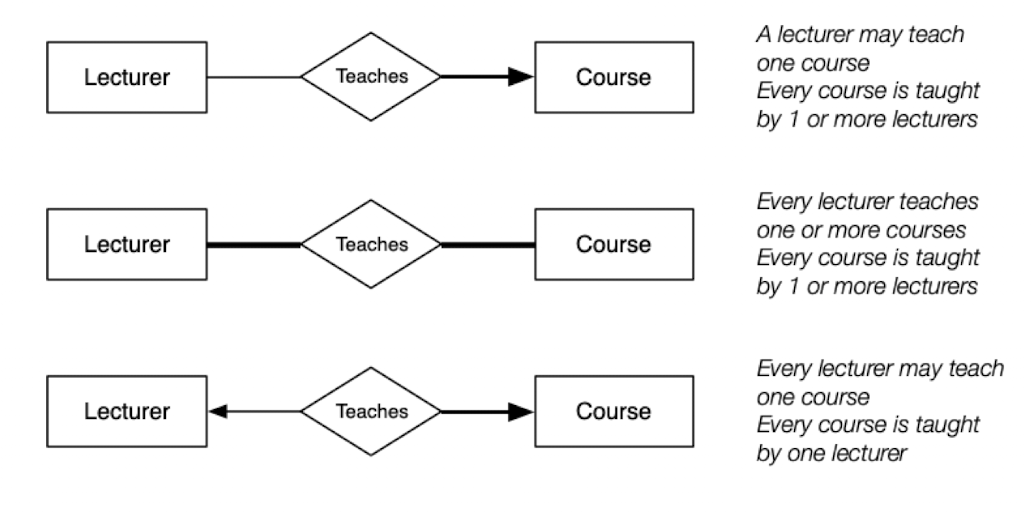 Lecturer
Teaches
Course
A lecturer may teach
one course
Every course is taught
by 1 or more lecturers
Lecturer
Teaches
Course
Every lecturer teaches
one or more courses
Every course is taught
by 1 or more lecturers
Lecturer
Teaches
Course
Every lecturer may teach
one course
Every course is taught
by one lecturer